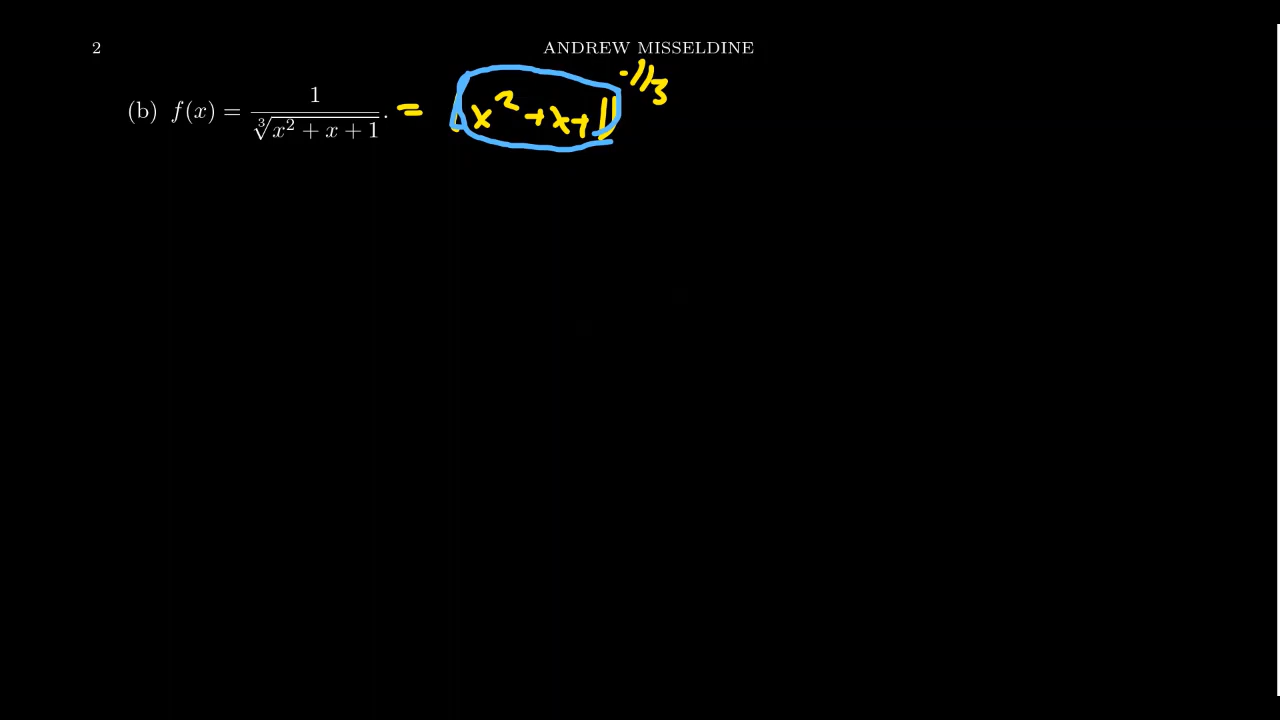 2 ANDREW MISSELDINE
(b) f(x) = 1/∛(x² + x + 1). = (x²+x+1)^-1/3